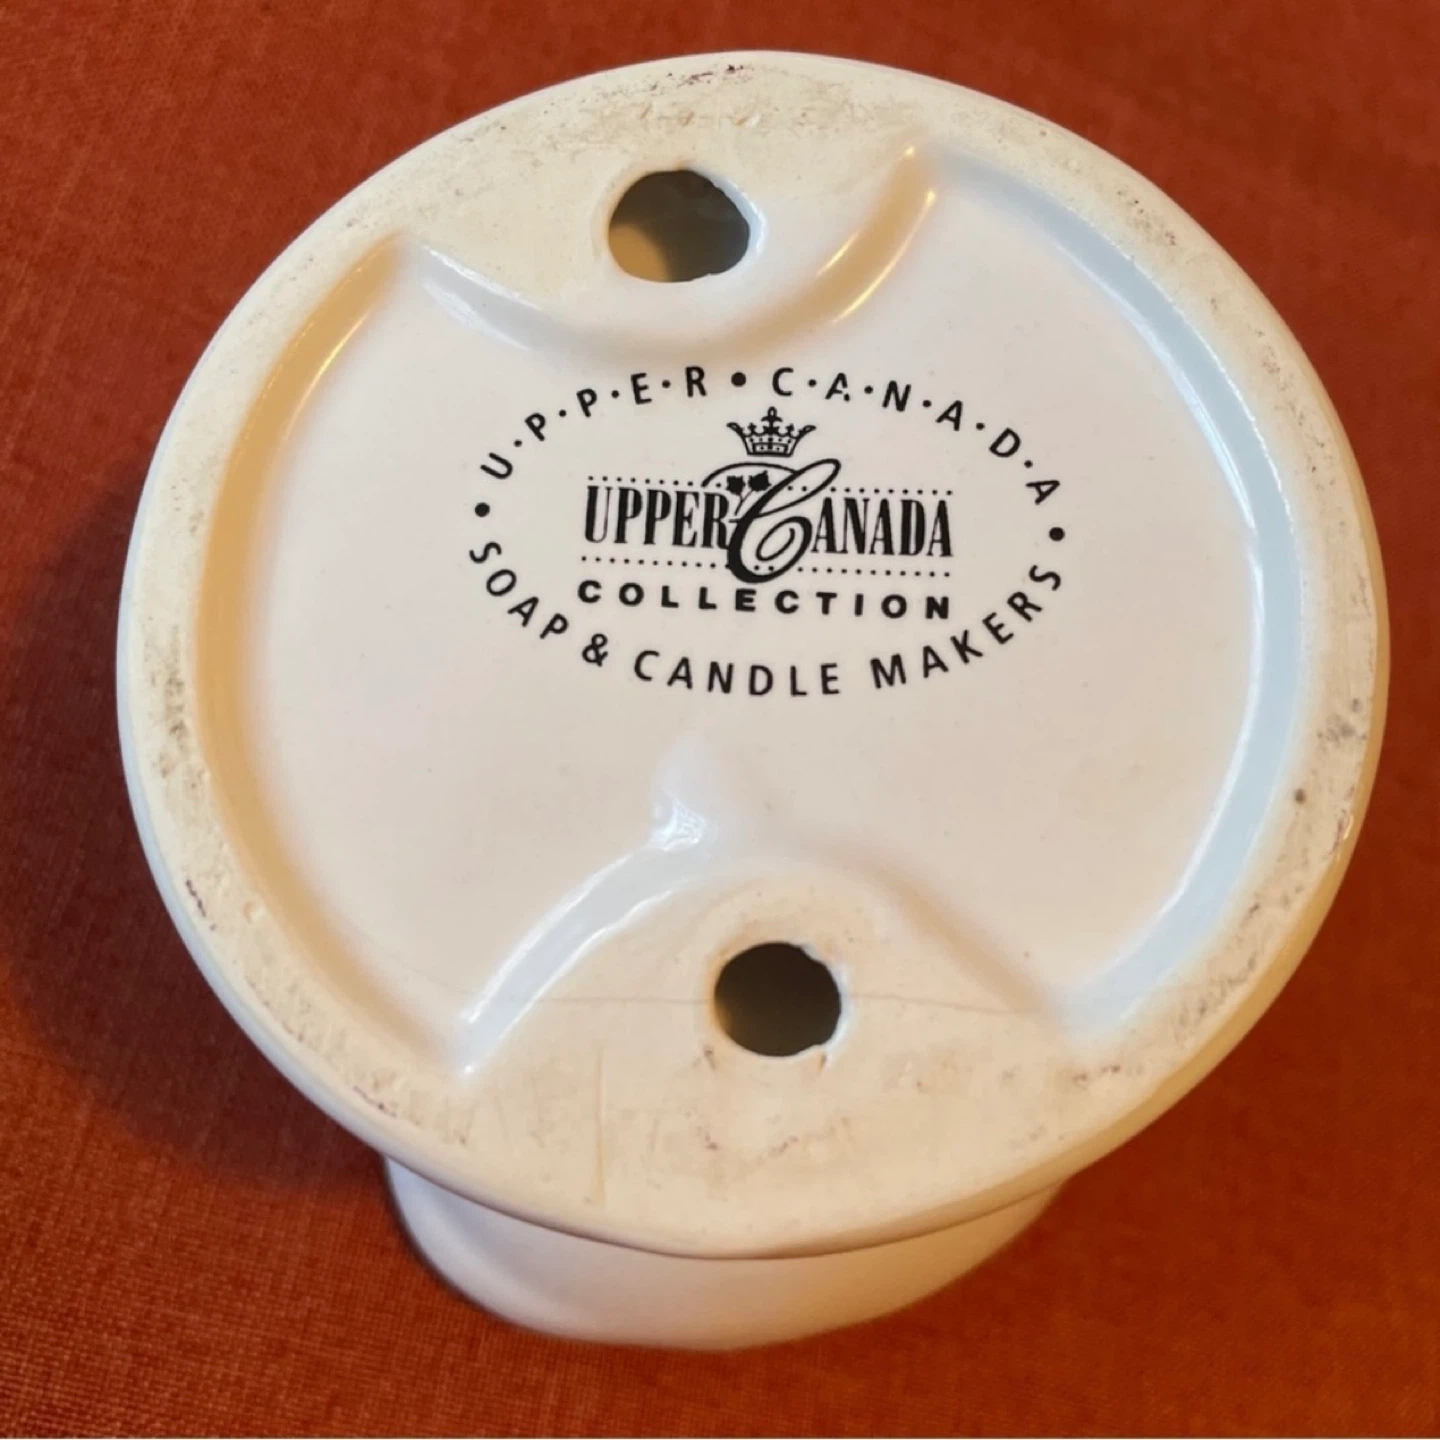 U·P·P·E·R • C·A·N·A·D·A
UPPER CANADA
COLLECTION
• SOAP & CANDLE MAKERS •